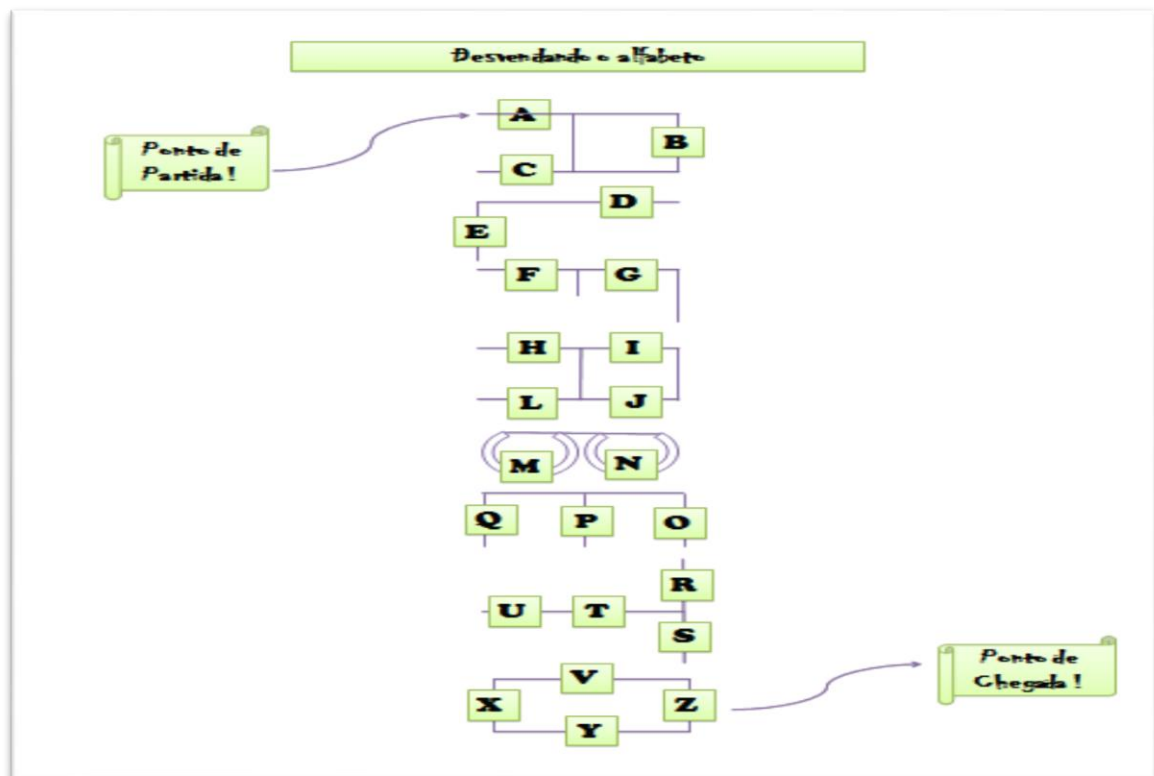 Desvendando o alfabeto
Ponto de
Partida !
A
B
C
D
E
F G
H I
L J
M N
Q P O
R
U T
S
V
X Z
Y
Ponto de
Chegada !